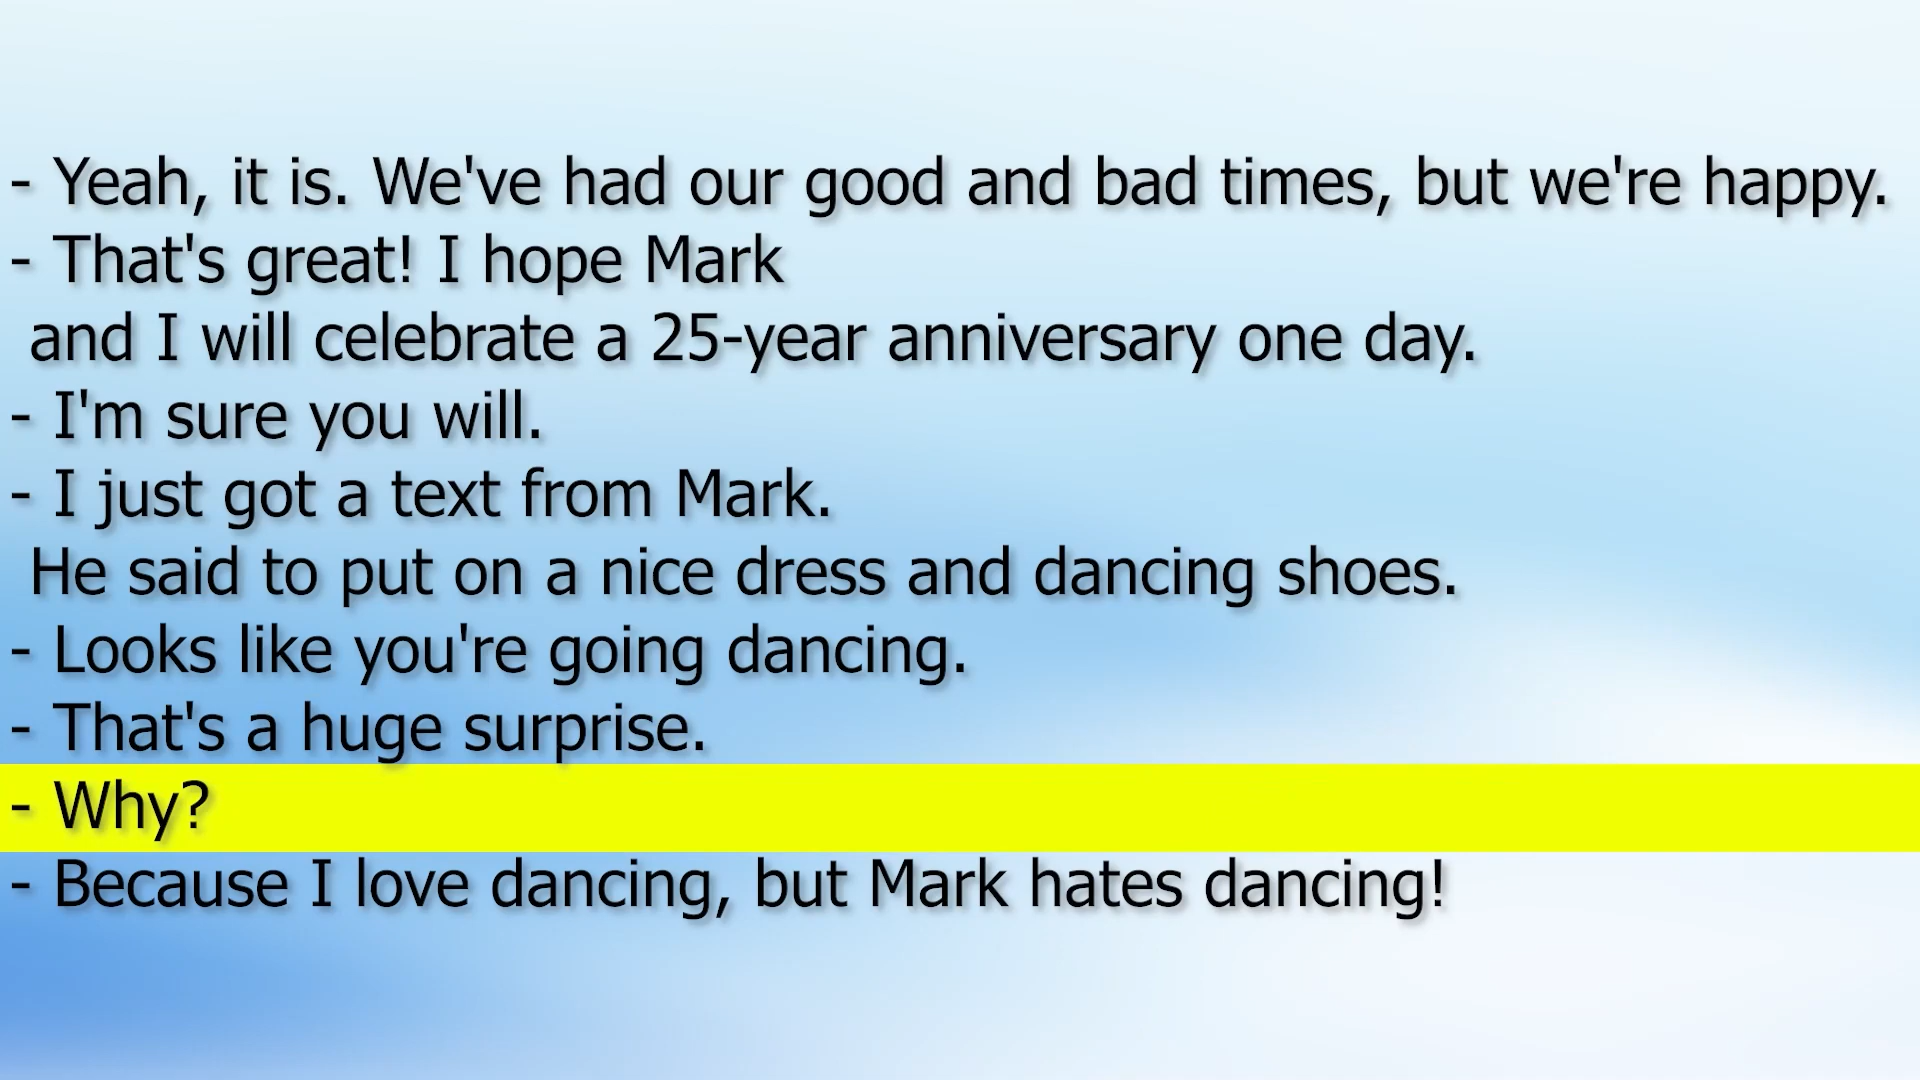 - Yeah, it is. We've had our good and bad times, but we're happy.
- That's great! I hope Mark
and I will celebrate a 25-year anniversary one day.
- I'm sure you will.
- I just got a text from Mark.
He said to put on a nice dress and dancing shoes.
- Looks like you're going dancing.
- That's a huge surprise.
- Why?
- Because I love dancing, but Mark hates dancing!